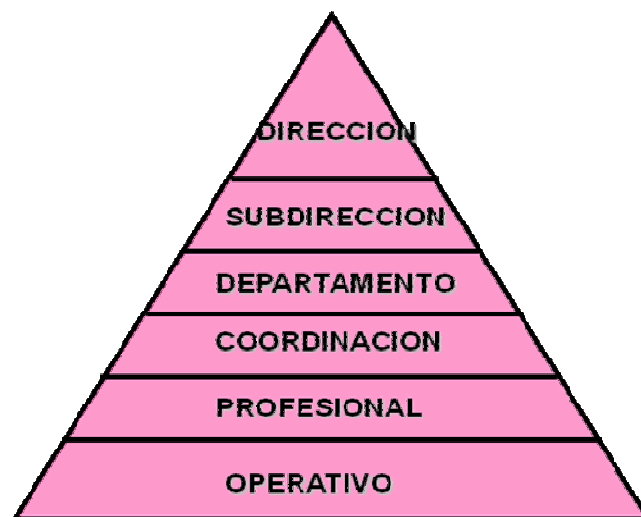 DIRECCION
SUBDIRECCION
DEPARTAMENTO
COORDINACION
PROFESIONAL
OPERATIVO